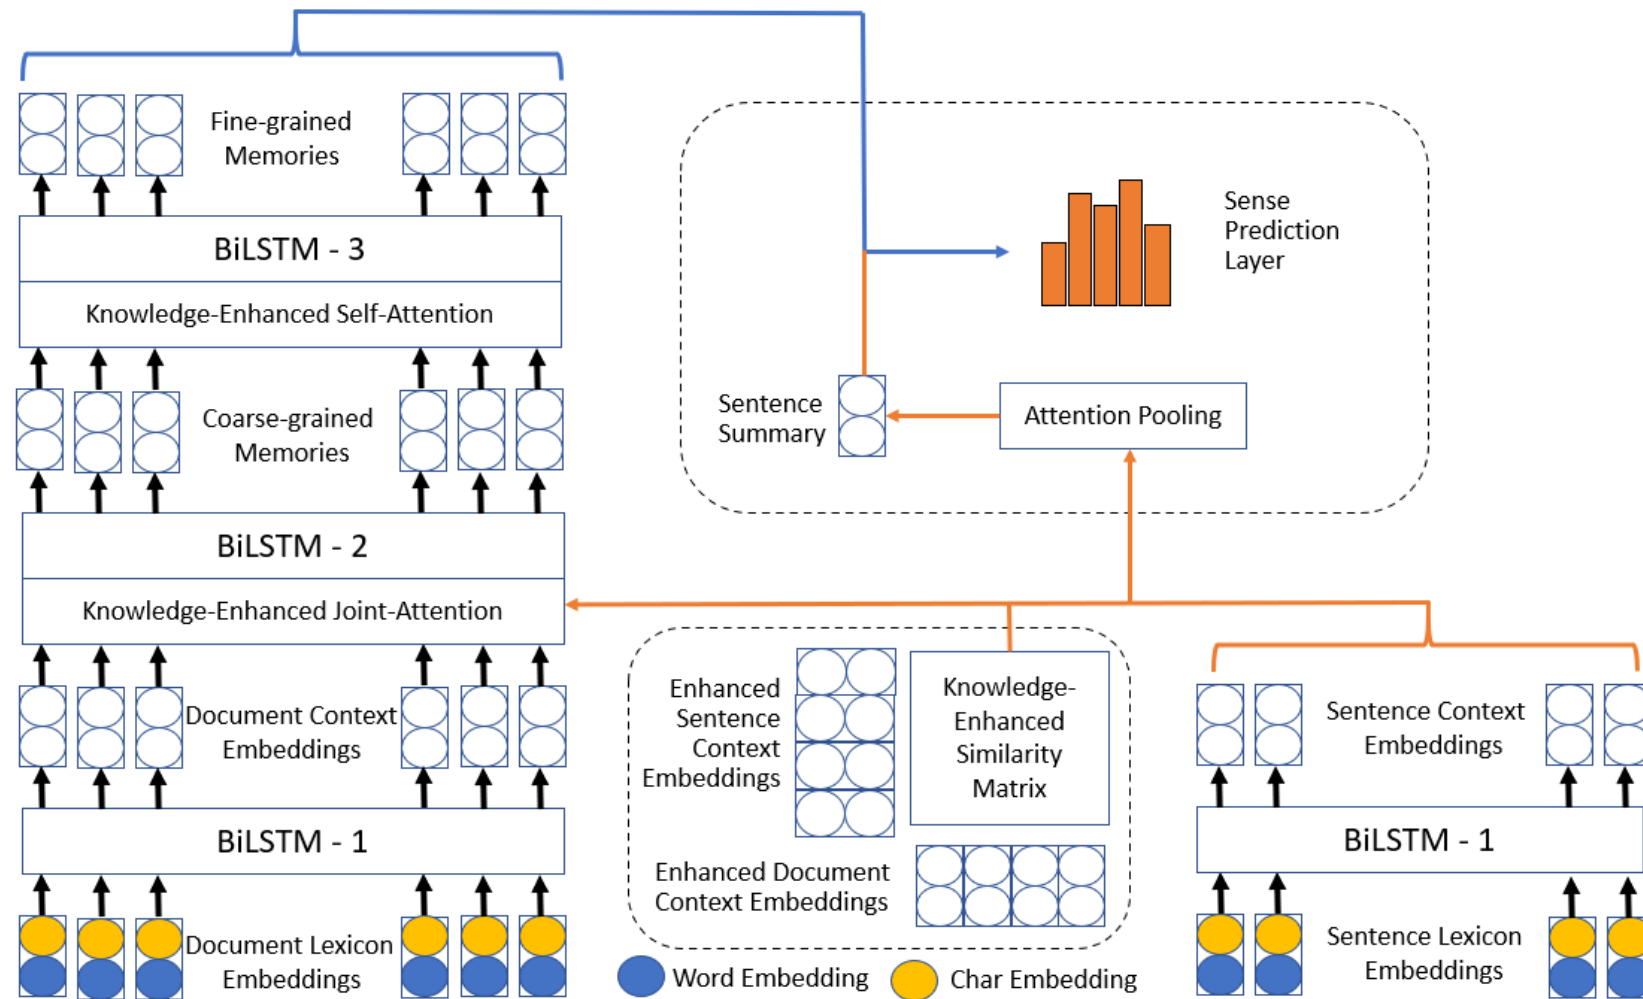 Fine-grained
Memories
BiLSTM - 3
Knowledge-Enhanced Self-Attention
Coarse-grained
Memories
BiLSTM - 2
Knowledge-Enhanced Joint-Attention
Document Context
Embeddings
BiLSTM - 1
Document Lexicon
Embeddings
Sense
Prediction
Layer
Sentence
Summary
Attention Pooling
Enhanced
Sentence
Context
Embeddings
Knowledge-
Enhanced
Similarity
Matrix
Enhanced Document
Context Embeddings
Word Embedding
Char Embedding
Sentence Context
Embeddings
BiLSTM - 1
Sentence Lexicon
Embeddings